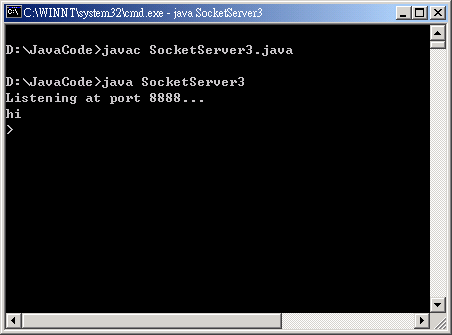 C:\WINNT\system32\cmd.exe - java SocketServer3
D:\JavaCode>javac SocketServer3.java
D:\JavaCode>java SocketServer3
Listening at port 8888...
hi
>